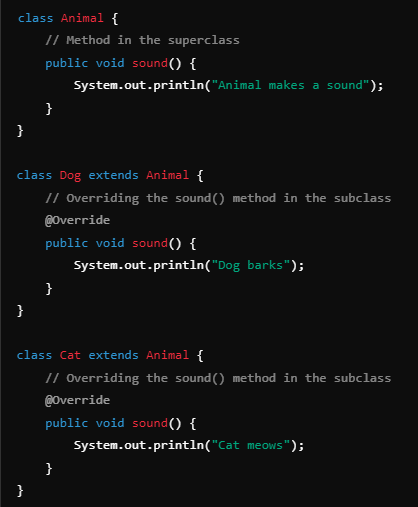 class Animal {
    // Method in the superclass
    public void sound() {
        System.out.println("Animal makes a sound");
    }
}

class Dog extends Animal {
    // Overriding the sound() method in the subclass
    @Override
    public void sound() {
        System.out.println("Dog barks");
    }
}

class Cat extends Animal {
    // Overriding the sound() method in the subclass
    @Override
    public void sound() {
        System.out.println("Cat meows");
    }
}